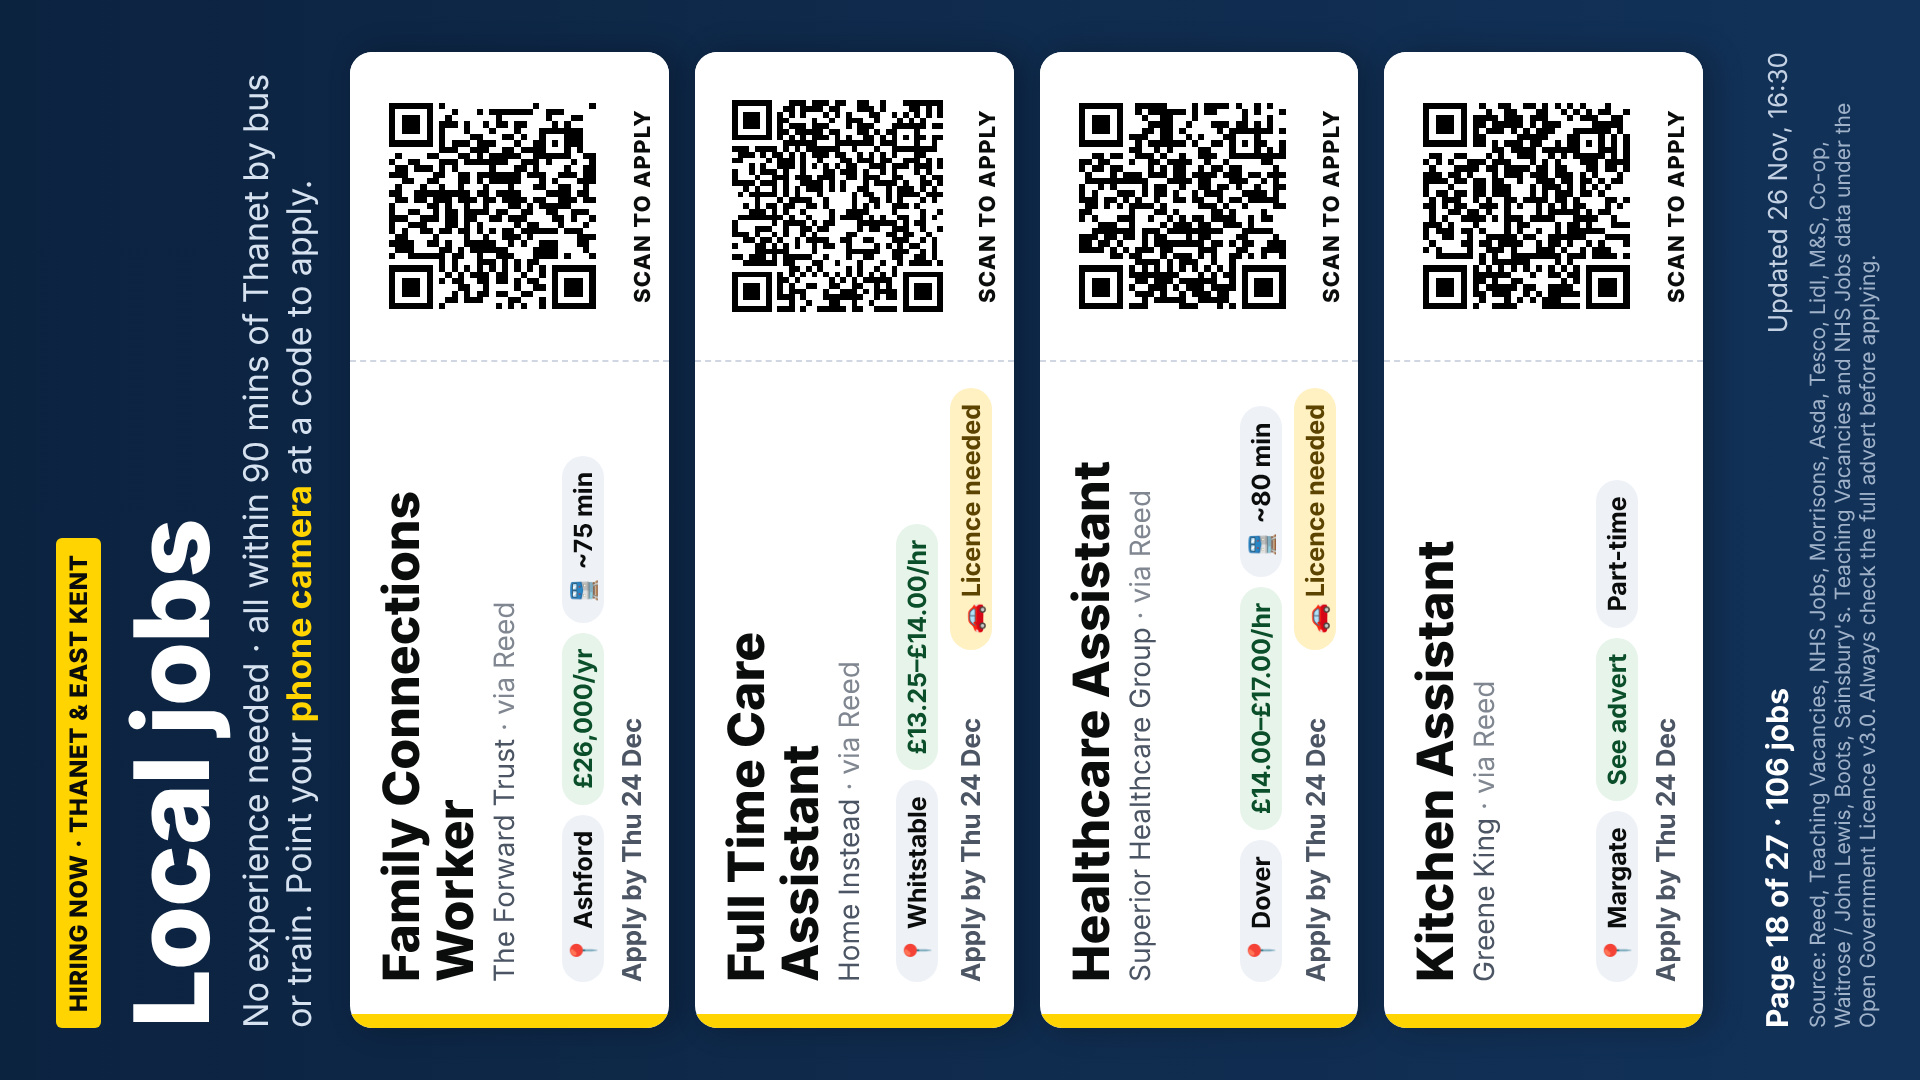 HIRING NOW · THANET & EAST KENT
Local jobs
No experience needed · all within 90 mins of Thanet by bus
or train. Point your phone camera at a code to apply.
Family Connections
Worker
The Forward Trust · via Reed
📍 Ashford £26,000/yr 🚆 ~75 min
Apply by Thu 24 Dec
SCAN TO APPLY
Full Time Care
Assistant
Home Instead · via Reed
📍 Whitstable £13.25–£14.00/hr
Apply by Thu 24 Dec 🚗 Licence needed
SCAN TO APPLY
Healthcare Assistant
Superior Healthcare Group · via Reed
📍 Dover £14.00–£17.00/hr 🚆 ~80 min
Apply by Thu 24 Dec 🚗 Licence needed
SCAN TO APPLY
Kitchen Assistant
Greene King · via Reed
📍 Margate See advert Part-time
Apply by Thu 24 Dec
SCAN TO APPLY
Page 18 of 27 · 106 jobs Updated 26 Nov, 16:30
Source: Reed, Teaching Vacancies, NHS Jobs, Morrisons, Asda, Tesco, Lidl, M&S, Co-op,
Waitrose / John Lewis, Boots, Sainsbury's. Teaching Vacancies and NHS Jobs data under the
Open Government Licence v3.0. Always check the full advert before applying.